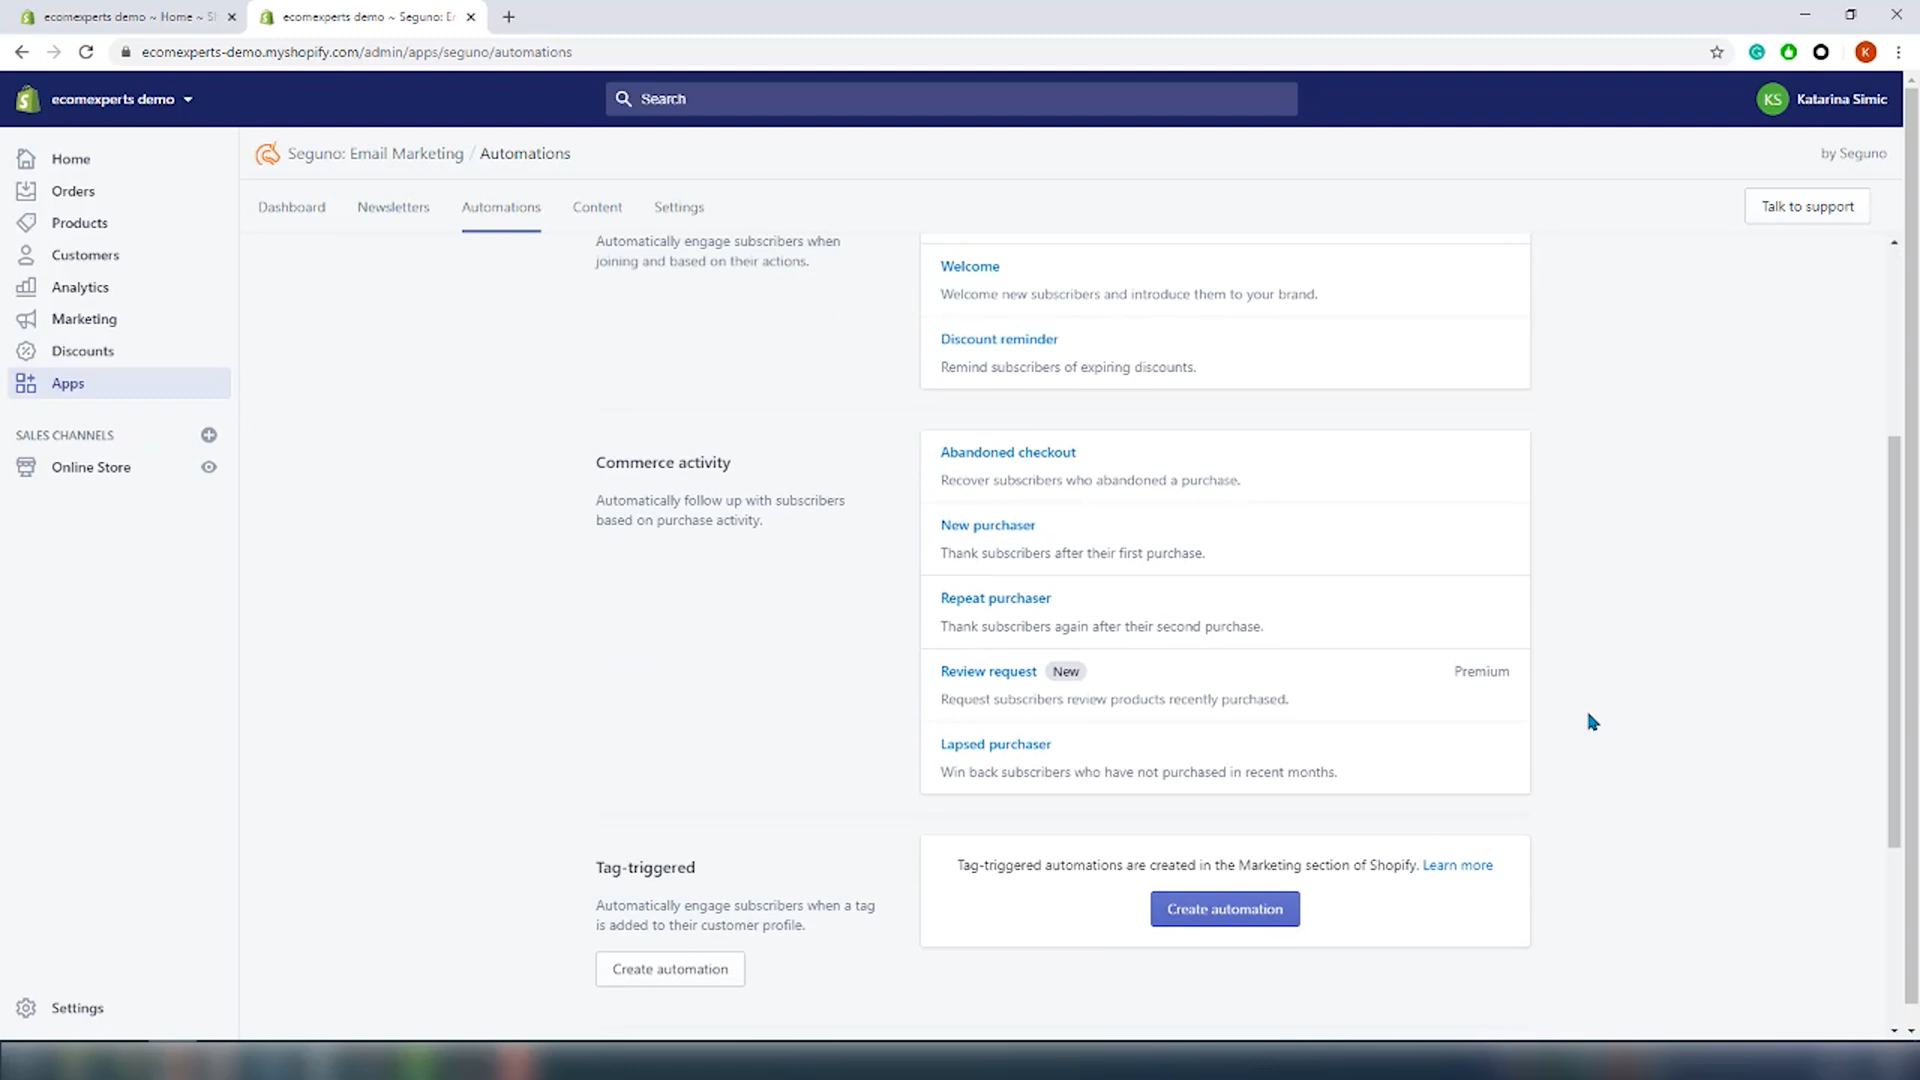 ecomexperts demo ~ Home ~ S
ecomexperts demo ~ Seguno: E
ecomexperts-demo.myshopify.com/admin/apps/seguno/automations
K
ecomexperts demo
Search
KS
Katarina Simic
Home
Orders
Products
Customers
Analytics
Marketing
Discounts
Apps
SALES CHANNELS
Online Store
Settings
Seguno: Email Marketing / Automations
by Seguno
Dashboard
Newsletters
Automations
Content
Settings
Talk to support
Automatically engage subscribers when
joining and based on their actions.
Welcome
Welcome new subscribers and introduce them to your brand.
Discount reminder
Remind subscribers of expiring discounts.
Commerce activity
Automatically follow up with subscribers
based on purchase activity.
Abandoned checkout
Recover subscribers who abandoned a purchase.
New purchaser
Thank subscribers after their first purchase.
Repeat purchaser
Thank subscribers again after their second purchase.
Review request New
Premium
Request subscribers review products recently purchased.
Lapsed purchaser
Win back subscribers who have not purchased in recent months.
Tag-triggered
Automatically engage subscribers when a tag
is added to their customer profile.
Create automation
Tag-triggered automations are created in the Marketing section of Shopify. Learn more
Create automation